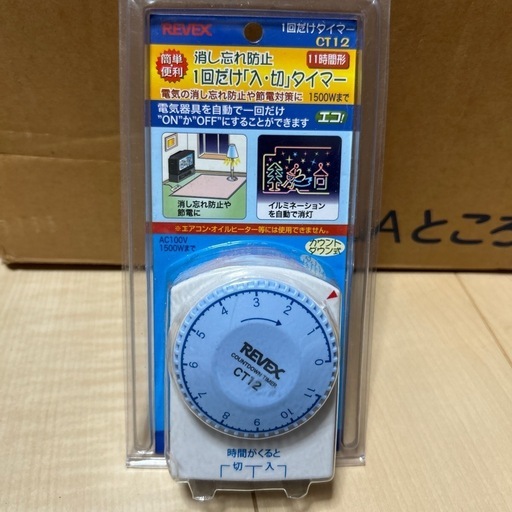 REVEX
1回だけタイマー
CT12
簡単
便利
消し忘れ防止
11時間形
1回だけ「入・切」タイマー
電気の消し忘れ防止や節電対策に
1500Wまで
電気器具を自動で一回だけ
"ON"か"OFF"にすることができます
エコ!
消し忘れ防止や
節電に
イルミネーション
を自動で消灯
※エアコン・オイルヒーター等には使用できません。
AC100V
1500Wまで
カウント
ダウン式
Aところ
0
1
2
3
4
5
6
7
8
9
10
11
REVEX
COUNTDOWN TIMER
CT12
時間がくると
切
入